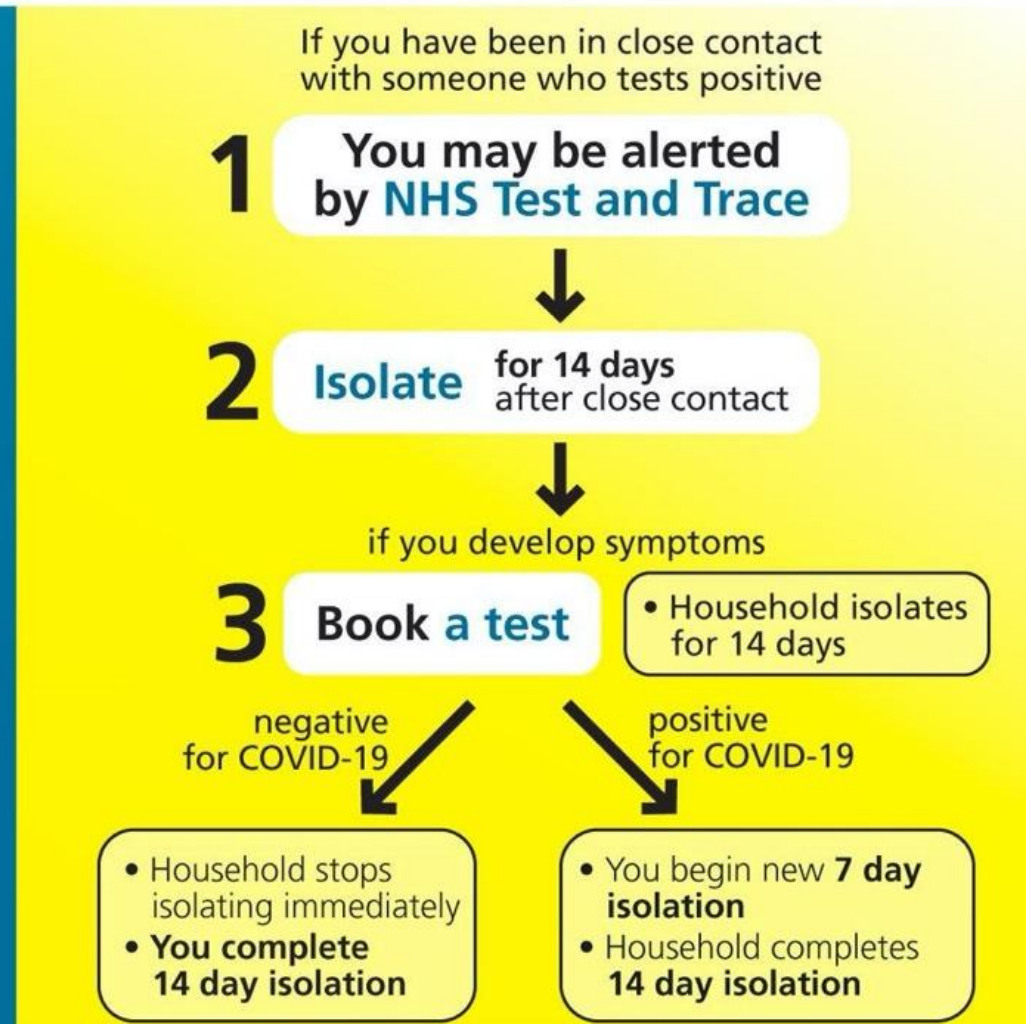 If you have been in close contact
with someone who tests positive
1
You may be alerted
by NHS Test and Trace
2
Isolate
for 14 days
after close contact
if you develop symptoms
3
Book a test
• Household isolates
for 14 days
negative
for COVID-19
positive
for COVID-19
• Household stops
isolating immediately
• You complete
14 day isolation
• You begin new 7 day
isolation
• Household completes
14 day isolation